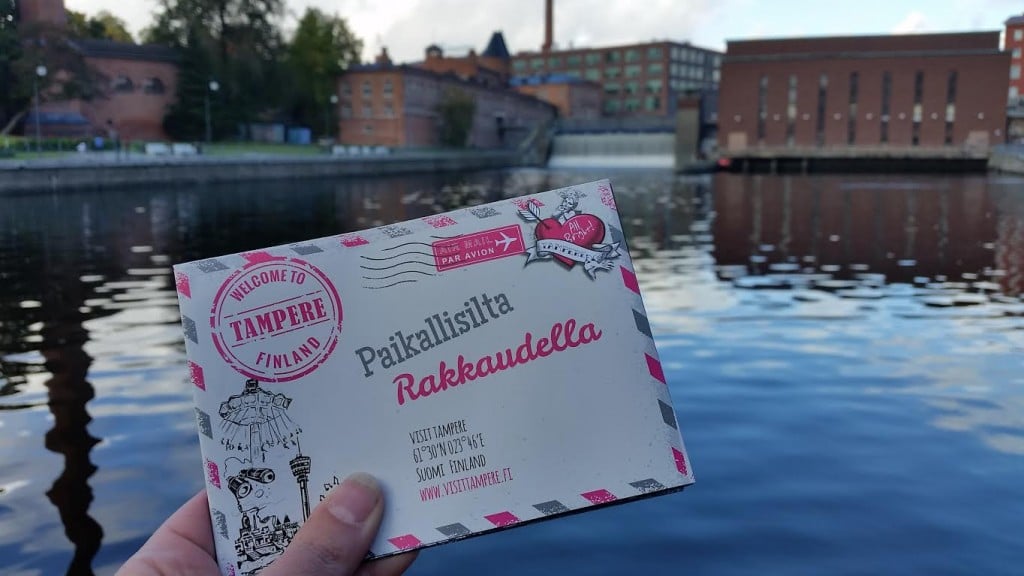 WELCOME TO
TAMPERE
FINLAND
AIR MAIL
PAR AVION
TAMPERE
Paikallisilta
Rakkaudella
VISIT TAMPERE
61°30'N 023°46'E
SUOMI FINLAND
WWW.VISITTAMPERE.FI